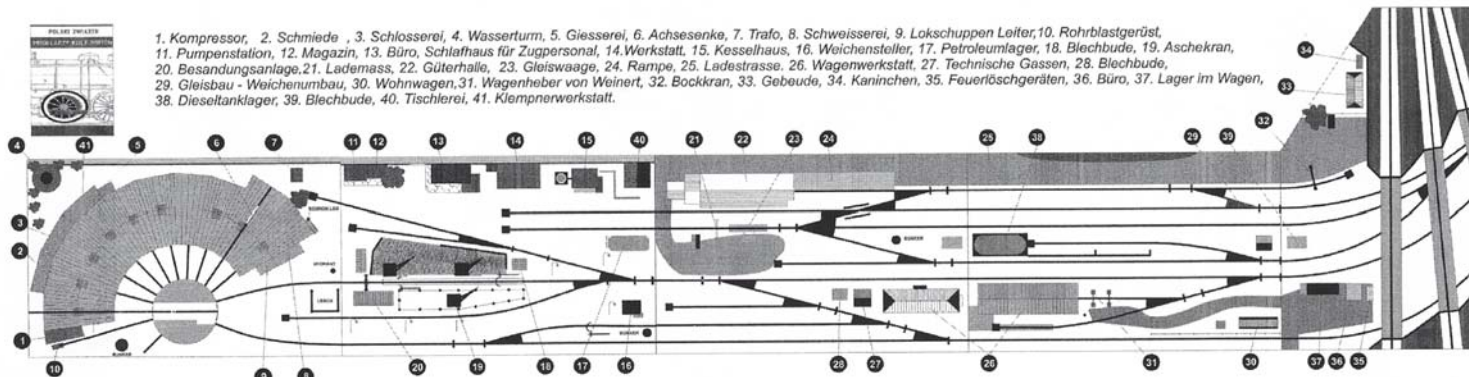 POLSKI ZWIAZEK
1. Kompressor, 2. Schmiede , 3. Schlosserei, 4. Wasserturm, 5. Giesserei, 6. Achsesenke, 7. Trafo, 8. Schweisserei, 9. Lokschuppen Leiter,10. Rohrblastgerüst,
11. Pumpenstation, 12. Magazin, 13. Büro, Schlafhaus für Zugpersonal, 14.Werkstatt, 15. Kesselhaus, 16. Weichensteller, 17. Petroleumlager, 18. Blechbude, 19. Aschekran,
20. Besandungsanlage,21. Lademass, 22. Güterhalle, 23. Gleiswaage, 24. Rampe, 25. Ladestrasse. 26. Wagenwerkstatt, 27. Technische Gassen, 28. Blechbude,
29. Gleisbau - Weichenumbau, 30. Wohnwagen,31. Wagenheber von Weinert, 32. Bockkran, 33. Gebeude, 34. Kaninchen, 35. Feuerlöschgeräten, 36. Büro, 37. Lager im Wagen,
38. Dieseltanklager, 39. Blechbude, 40. Tischlerei, 41. Klempnerwerkstatt.
34
33
4 41 5 6 7 11 12 13 14 15 40 21 22 23 24 25 38 29 39 32
3
2
BUNKER
1
BUNKER
BUNKER
10 9 8 20 19 18 17 16 28 27 26 31 30 37 36 35